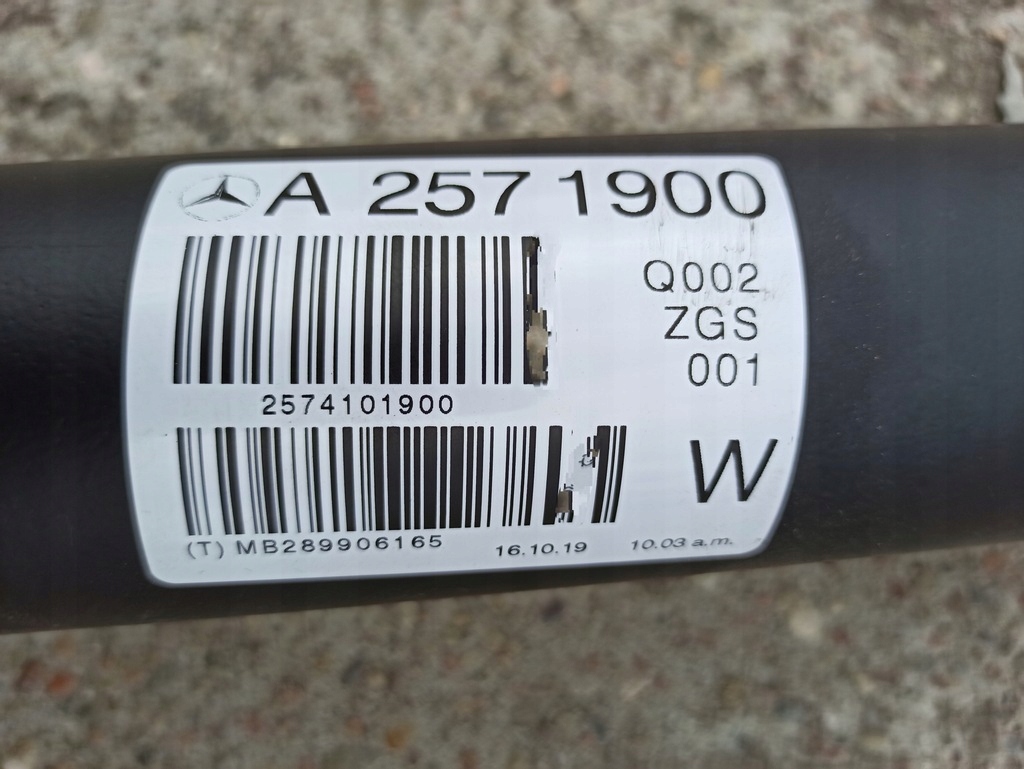 A 257 1900
Q002
ZGS
001
2574101900
W
(T) MB289906165 16.10.19 10.03 a.m.